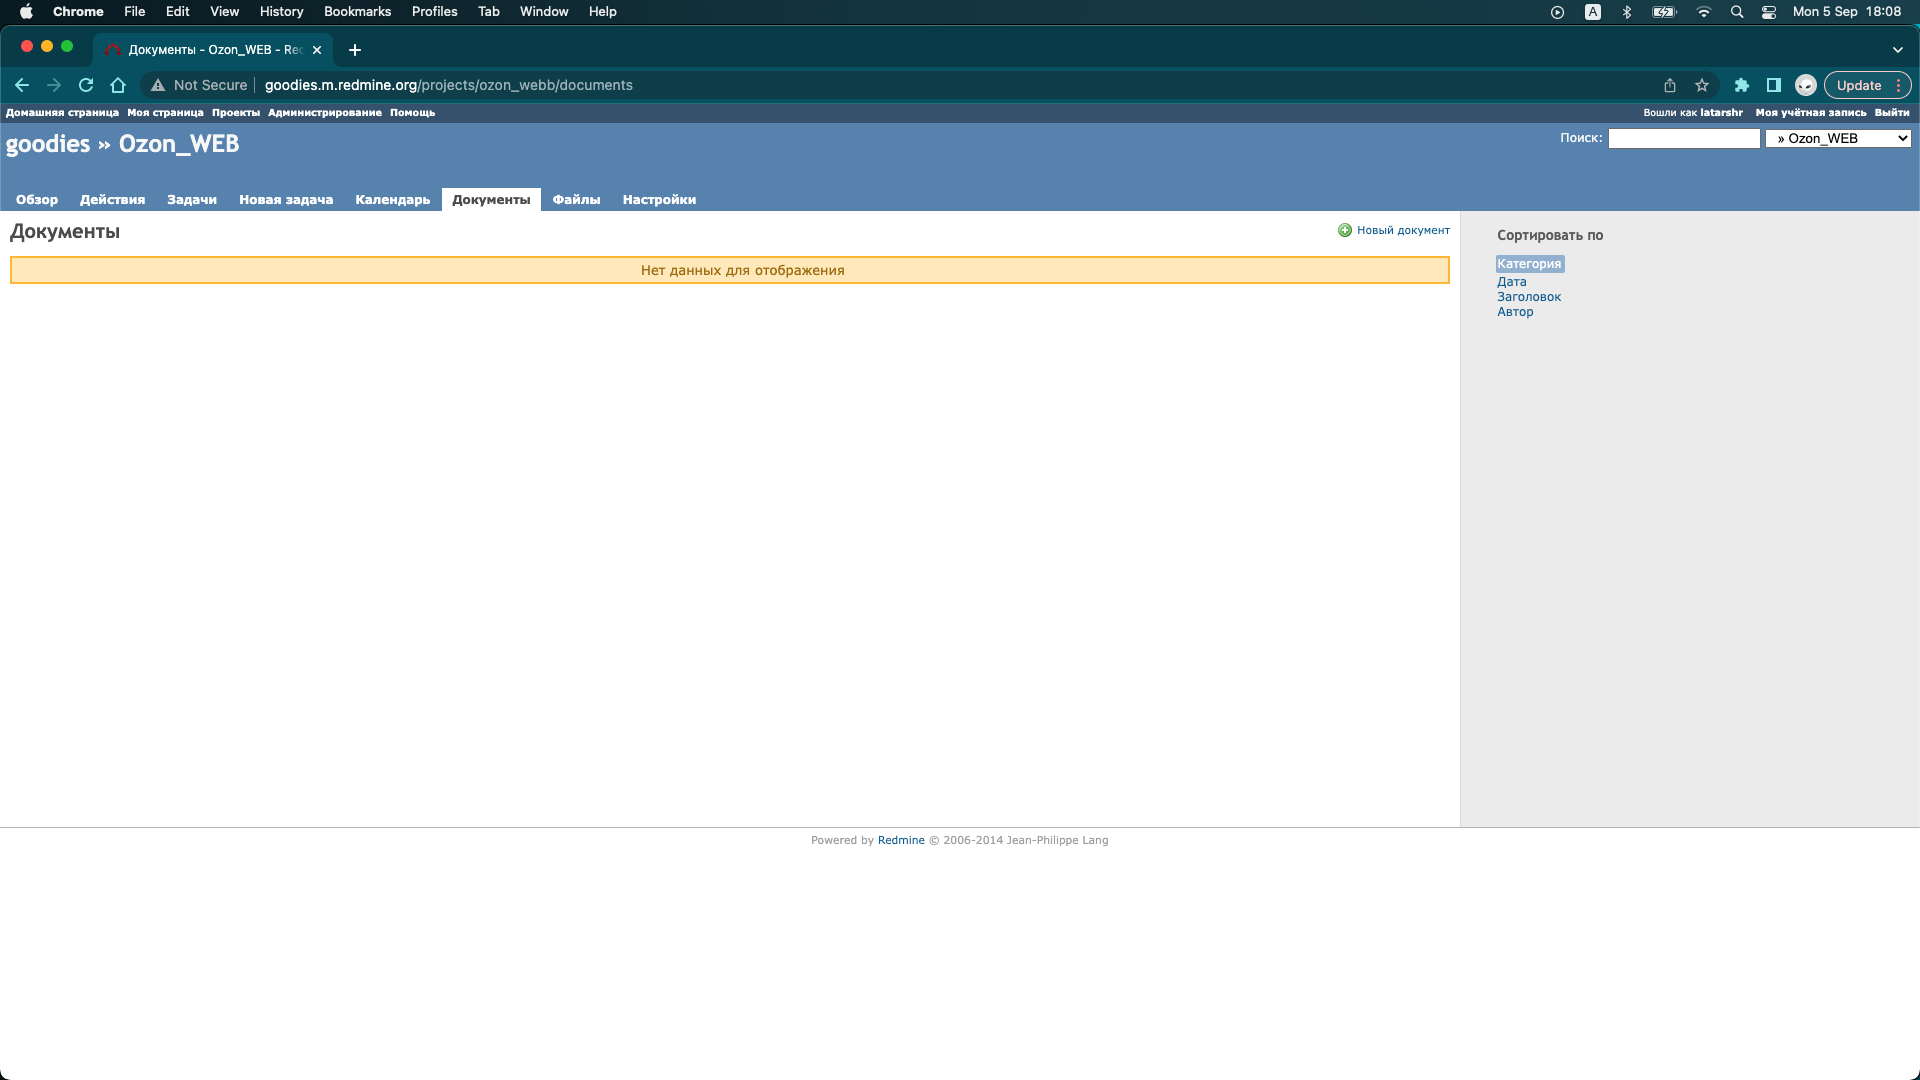 Chrome File Edit View History Bookmarks Profiles Tab Window Help A Mon 5 Sep 18:08
Документы - Ozon_WEB - Rec
Not Secure goodies.m.redmine.org/projects/ozon_webb/documents Update
Домашняя страница Моя страница Проекты Администрирование Помощь Вошли как latarshr Моя учётная запись Выйти
goodies » Ozon_WEB Поиск: » Ozon_WEB
Обзор Действия Задачи Новая задача Календарь Документы Файлы Настройки
Документы Новый документ
Нет данных для отображения
Сортировать по
Категория
Дата
Заголовок
Автор
Powered by Redmine © 2006-2014 Jean-Philippe Lang